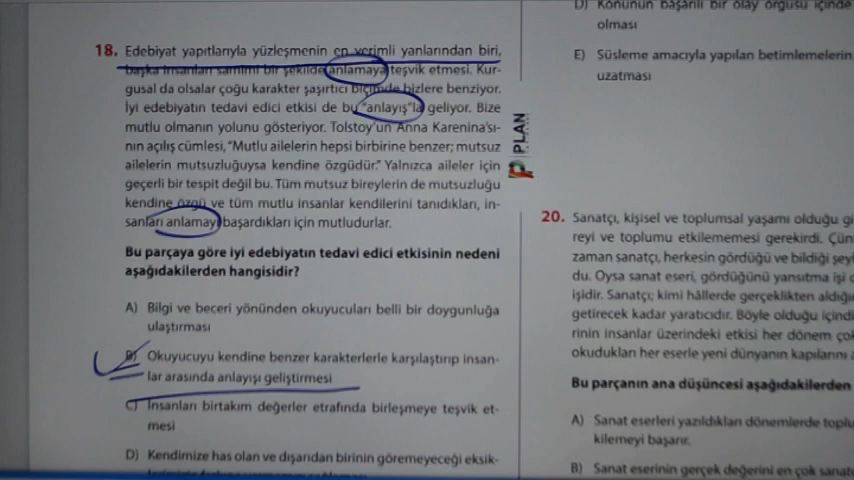 18. Edebiyat yapıtlarıyla yüzleşmenin en verimli yanlarından biri,
başka insanları samimi bir şekilde anlamaya teşvik etmesi. Kur-
gusal da olsalar çoğu karakter şaşırtıcı biçimde bizlere benziyor.
İyi edebiyatın tedavi edici etkisi de bu "anlayış"la geliyor. Bize
mutlu olmanın yolunu gösteriyor. Tolstoy'un Anna Karenina'sı-
nın açılış cümlesi, "Mutlu ailelerin hepsi birbirine benzer; mutsuz
ailelerin mutsuzluğuysa kendine özgüdür." Yalnızca aileler için
geçerli bir tespit değil bu. Tüm mutsuz bireylerin de mutsuzluğu
kendine özgü ve tüm mutlu insanlar kendilerini tanıdıkları, in-
sanları anlamayı başardıkları için mutludurlar.
Bu parçaya göre iyi edebiyatın tedavi edici etkisinin nedeni
aşağıdakilerden hangisidir?
A) Bilgi ve beceri yönünden okuyucuları belli bir doygunluğa
ulaştırması
B) Okuyucuyu kendine benzer karakterlerle karşılaştırıp insan-
lar arasında anlayışı geliştirmesi
C) İnsanları birtakım değerler etrafında birleşmeye teşvik et-
mesi
D) Kendimize has olan ve dışarıdan birinin göremeyeceği eksik-
PLAN
D) Konunun başarılı bir olay örgüsü içinde
olması
E) Süsleme amacıyla yapılan betimlemelerin
uzatması
20. Sanatçı, kişisel ve toplumsal yaşamı olduğu gi
reyi ve toplumu etkilememesi gerekirdi. Çün
zaman sanatçı, herkesin gördüğü ve bildiği şeyl
du. Oysa sanat eseri, gördüğünü yansıtma işi
işidir. Sanatçı; kimi hâllerde gerçeklikten aldığın
getirecek kadar yaratıcıdır. Böyle olduğu içindi
rinin insanlar üzerindeki etkisi her dönem çok
okudukları her eserle yeni dünyanın kapılarını a
Bu parçanın ana düşüncesi aşağıdakilerden
A) Sanat eserleri yazıldıkları dönemlerde toplu
kilemeyi başarır.
B) Sanat eserinin gerçek değerini en çok sanat